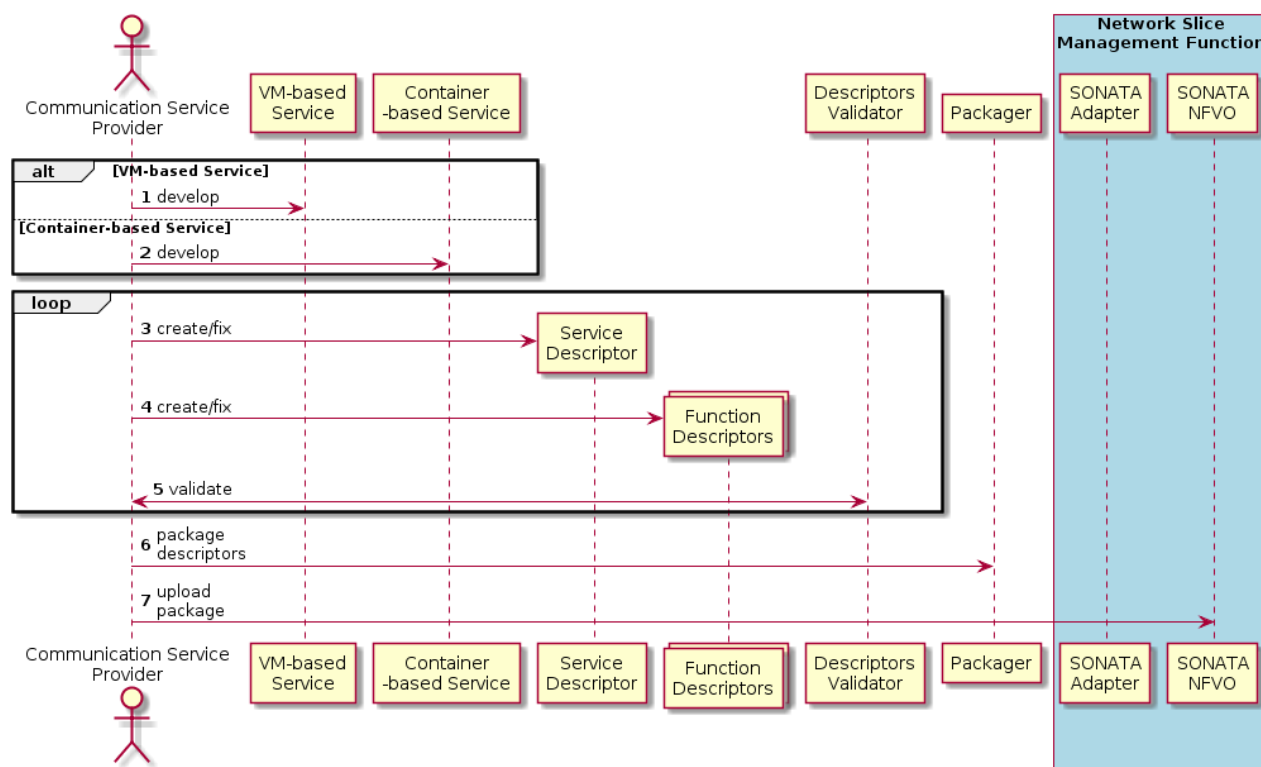 Network Slice
Management Function
Communication Service
Provider
VM-based
Service
Container
-based Service
Descriptors
Validator
Packager
SONATA
Adapter
SONATA
NFVO
alt [VM-based Service]
1 develop
[Container-based Service]
2 develop
loop
3 create/fix
Service
Descriptor
4 create/fix
Function
Descriptors
5 validate
6 package
descriptors
7 upload
package
Communication Service
Provider
VM-based
Service
Container
-based Service
Service
Descriptor
Function
Descriptors
Descriptors
Validator
Packager
SONATA
Adapter
SONATA
NFVO